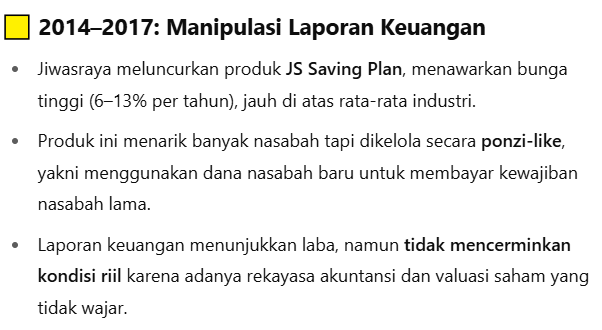 2014–2017: Manipulasi Laporan Keuangan
• Jiwasraya meluncurkan produk JS Saving Plan, menawarkan bunga
tinggi (6–13% per tahun), jauh di atas rata-rata industri.
• Produk ini menarik banyak nasabah tapi dikelola secara ponzi-like,
yakni menggunakan dana nasabah baru untuk membayar kewajiban
nasabah lama.
• Laporan keuangan menunjukkan laba, namun tidak mencerminkan
kondisi riil karena adanya rekayasa akuntansi dan valuasi saham yang
tidak wajar.